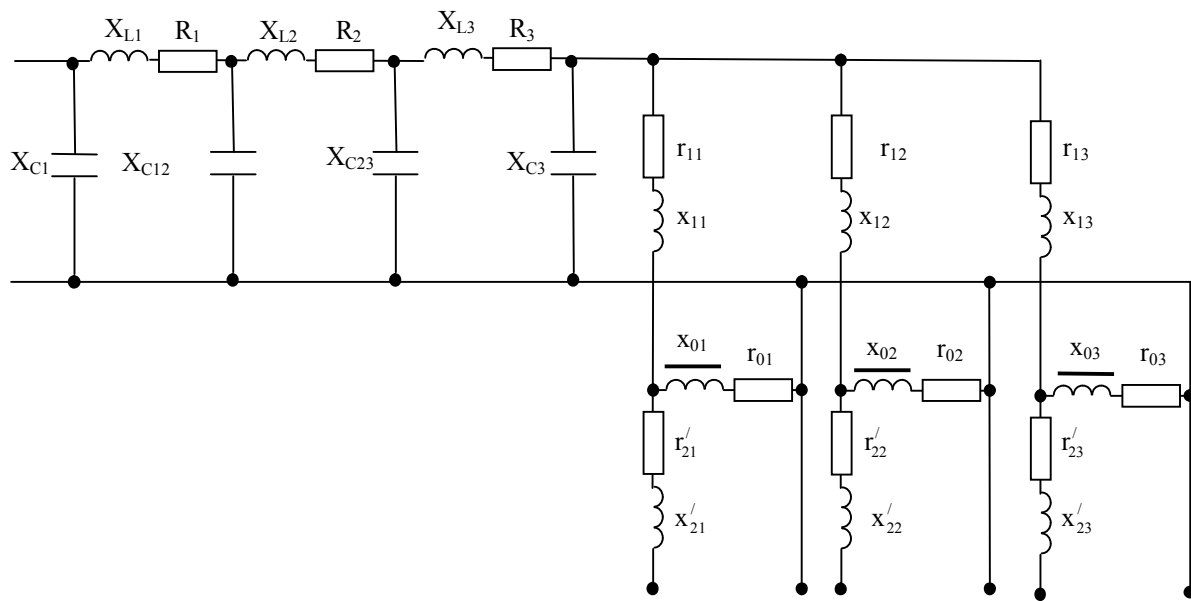 X_L1 R_1 X_L2 R_2 X_L3 R_3
X_C1 X_C12 X_C23 X_C3 r_11 r_12 r_13
x_11 x_12 x_13
x_01 r_01 x_02 r_02 x_03 r_03
r′_21 r′_22 r′_23
x′_21 x′_22 x′_23